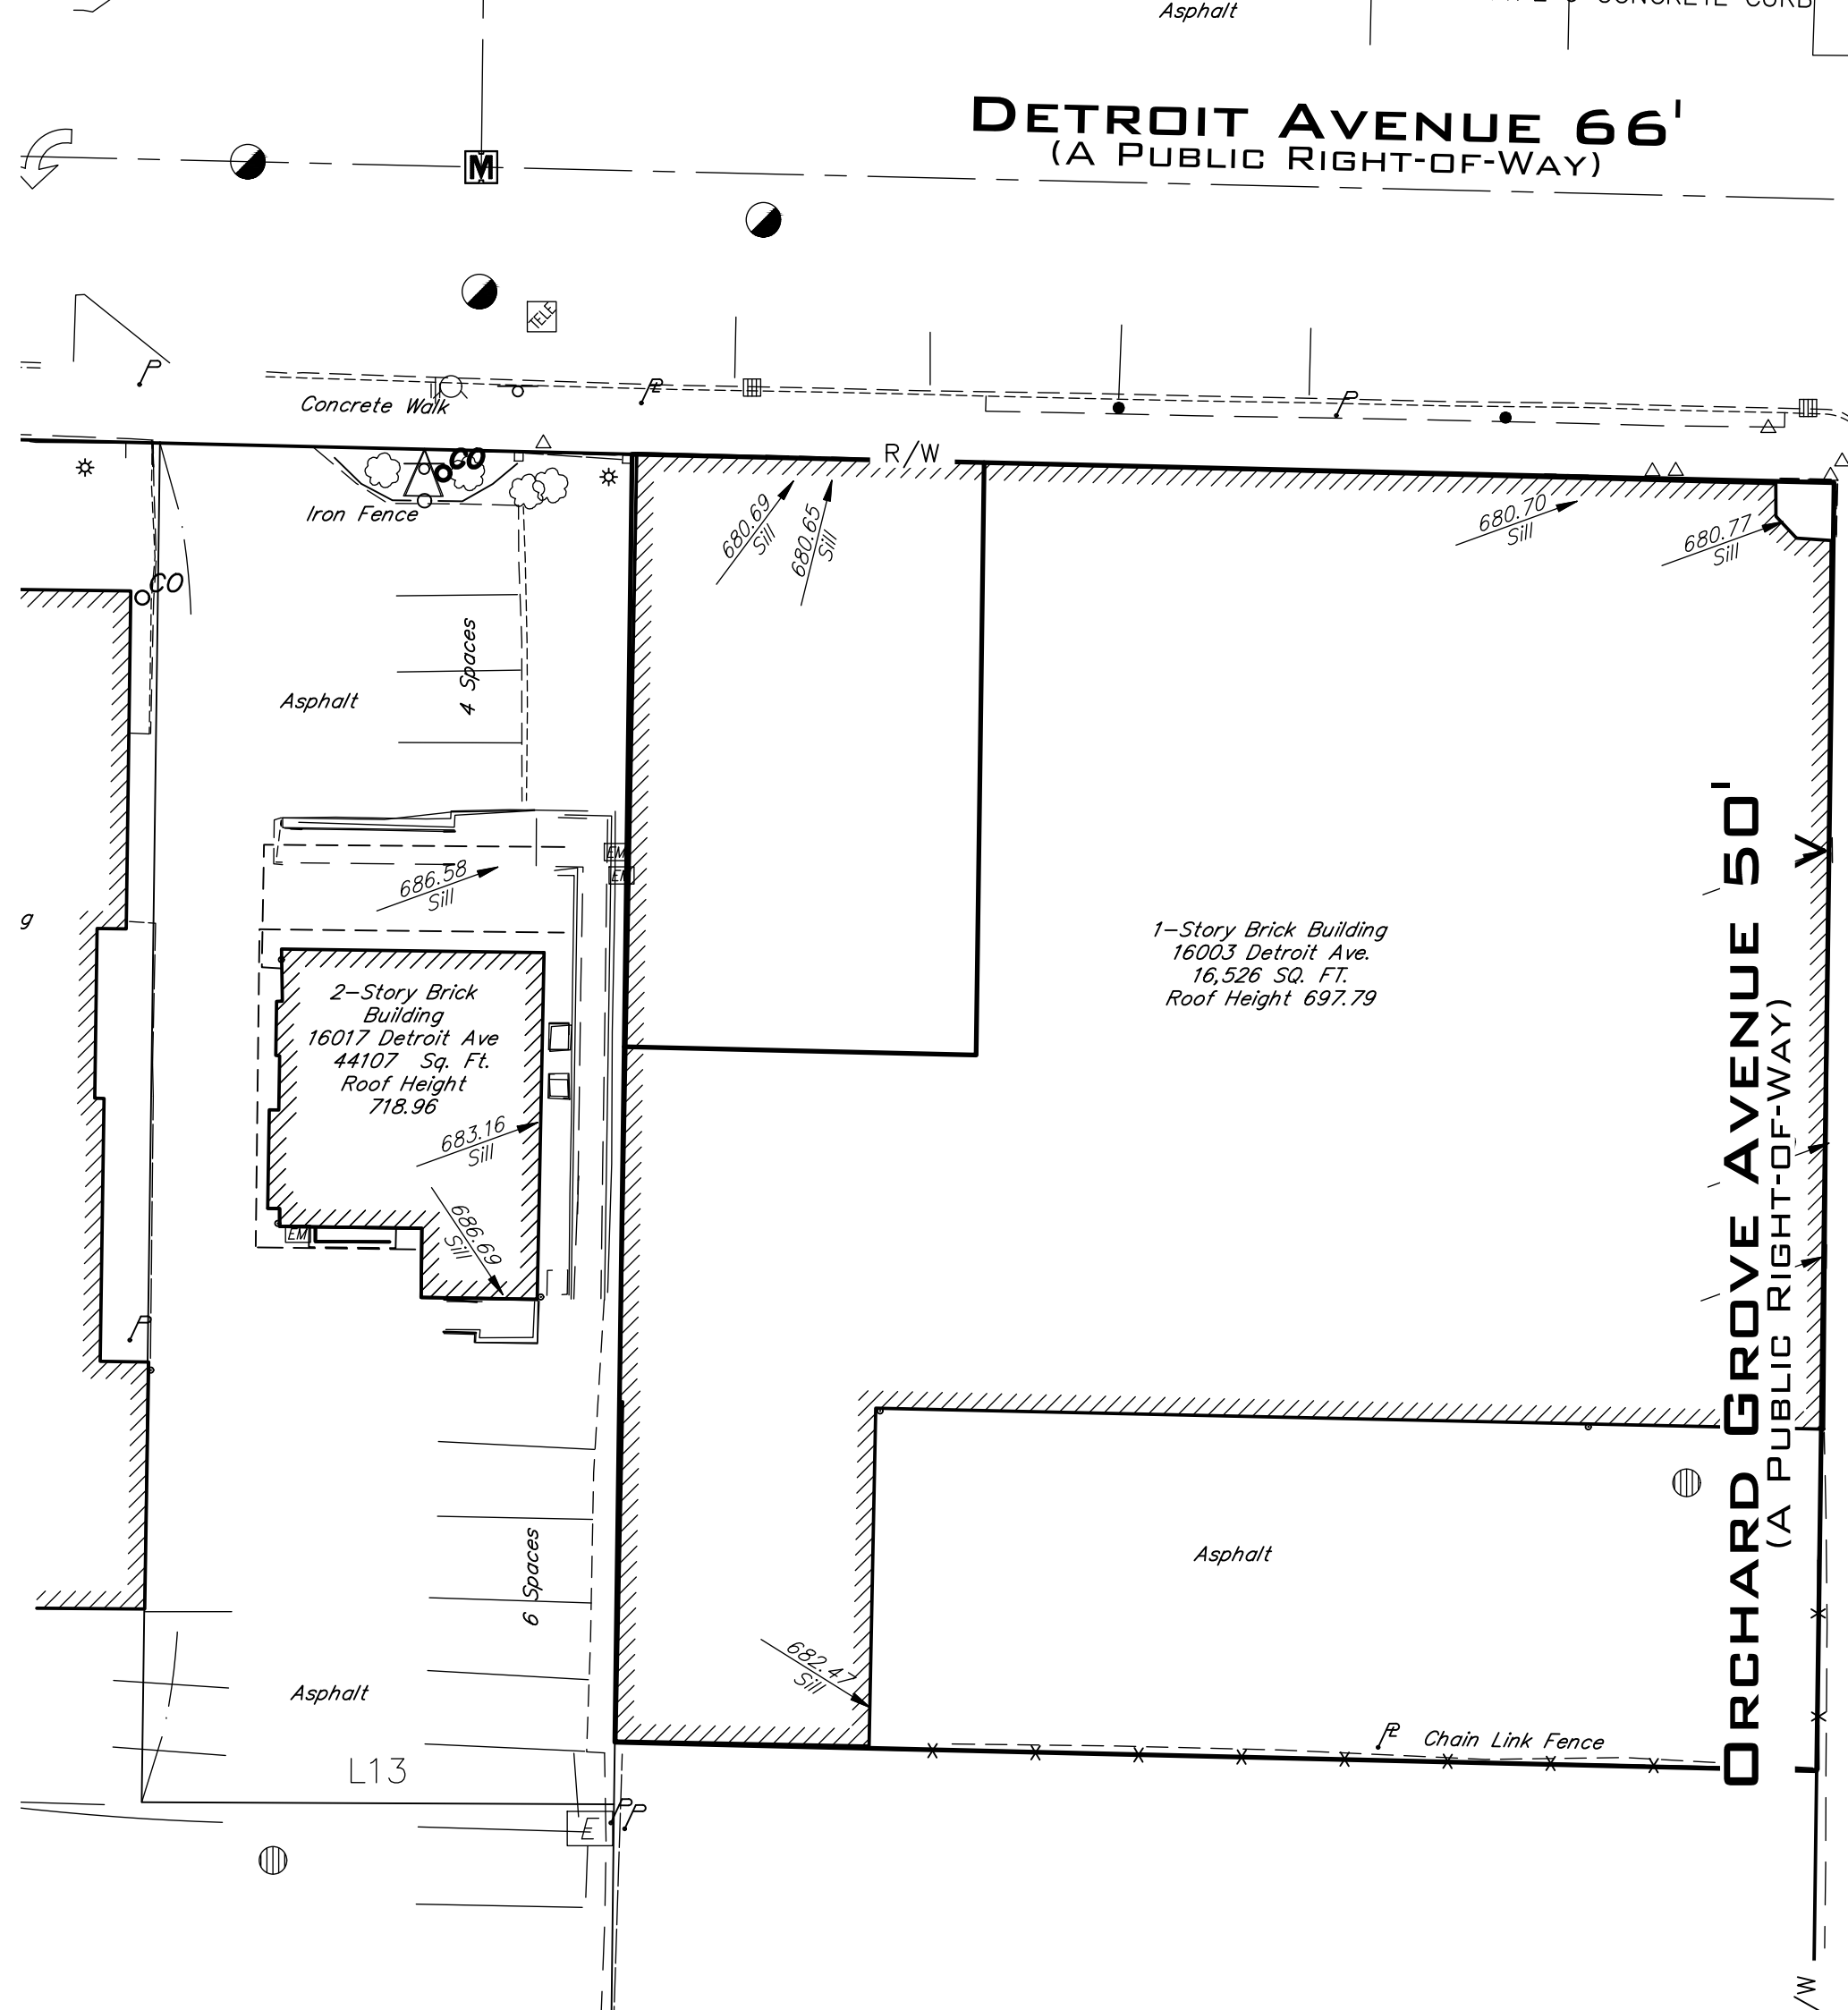 Asphalt
CONCRETE CURB
DETROIT AVENUE 66'
(A PUBLIC RIGHT-OF-WAY)
M
TELE
Concrete Walk
R/W
CO
Iron Fence
680.69
Sill
680.65
Sill
680.70
Sill
680.77
Sill
CO
4 Spaces
Asphalt
EM
EM
686.58
Sill
g
1-Story Brick Building
16003 Detroit Ave.
16,526 SQ. FT.
Roof Height 697.79
ORCHARD GROVE AVENUE 50'
(A PUBLIC RIGHT-OF-WAY)
2-Story Brick
Building
16017 Detroit Ave
44107 Sq. Ft.
Roof Height
718.96
683.16
Sill
686.69
Sill
EM
6 Spaces
Asphalt
682.47
Sill
Asphalt
Chain Link Fence
L13
E
W